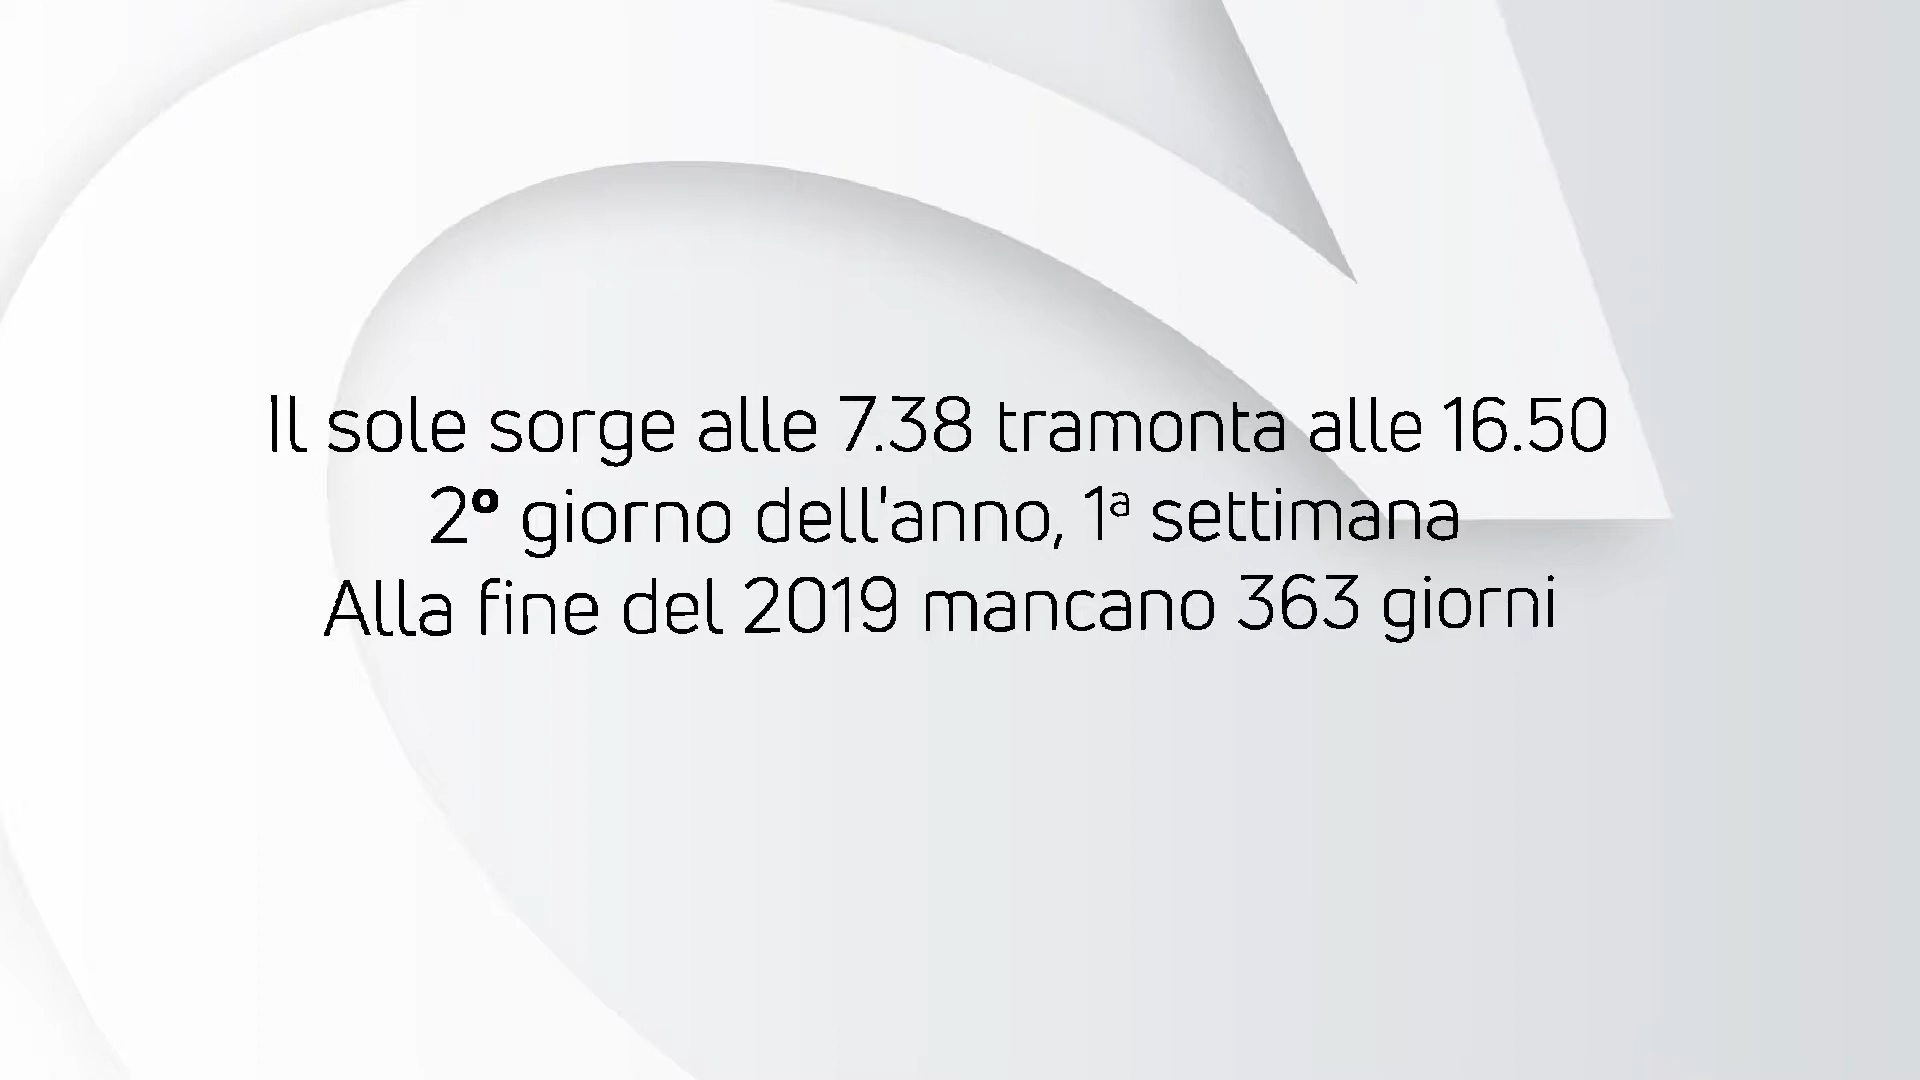 Il sole sorge alle 7.38 tramonta alle 16.50
2° giorno dell'anno, 1ª settimana
Alla fine del 2019 mancano 363 giorni